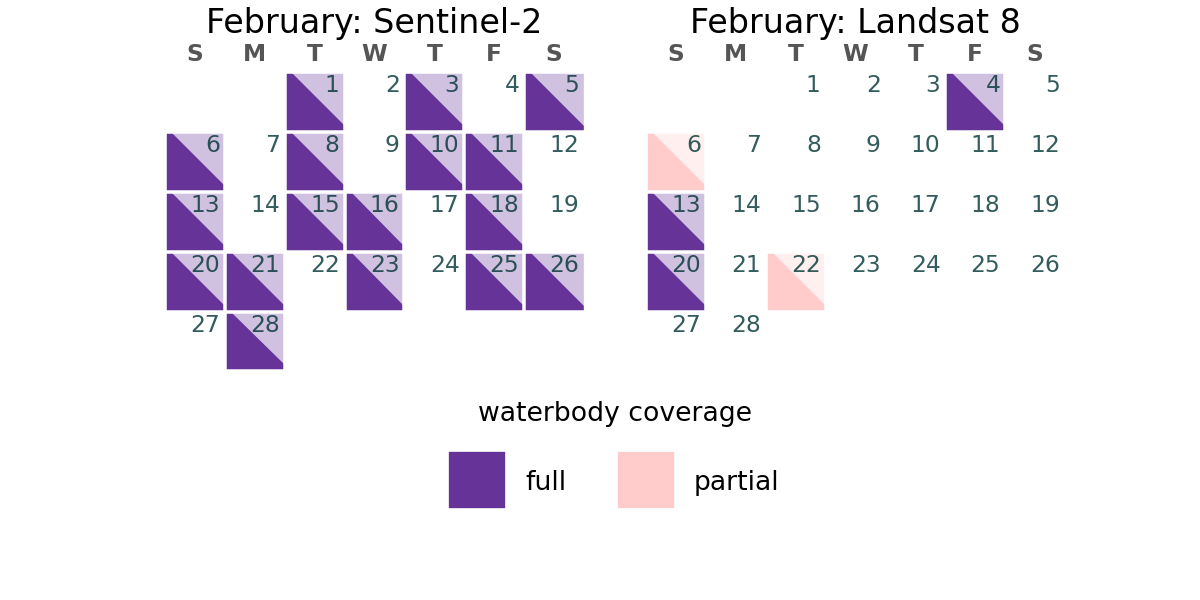 February: Sentinel-2
S M T W T F S
1 2 3 4 5
6 7 8 9 10 11 12
13 14 15 16 17 18 19
20 21 22 23 24 25 26
27 28
February: Landsat 8
S M T W T F S
1 2 3 4 5
6 7 8 9 10 11 12
13 14 15 16 17 18 19
20 21 22 23 24 25 26
27 28
waterbody coverage
full partial